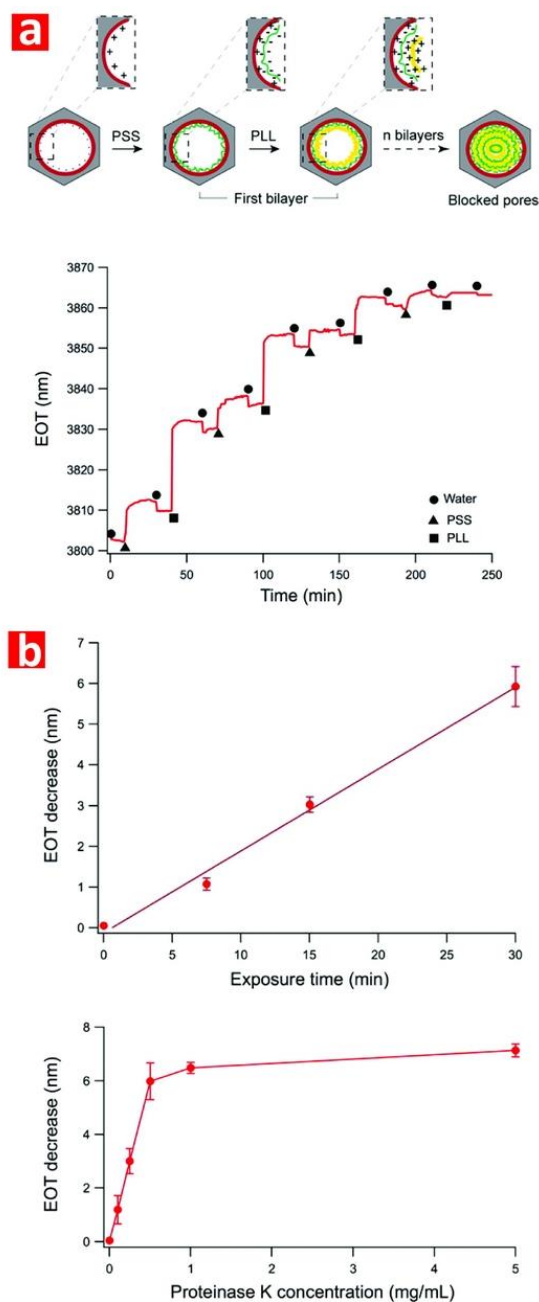 a
PSS
PLL
n bilayers
First bilayer
Blocked pores
3870
3860
3850
3840
3830
3820
3810
3800
EOT (nm)
Water
PSS
PLL
0 50 100 150 200 250
Time (min)
b
7
6
5
4
3
2
1
0
EOT decrease (nm)
0 5 10 15 20 25 30
Exposure time (min)
8
6
4
2
0
EOT decrease (nm)
0 1 2 3 4 5
Proteinase K concentration (mg/mL)